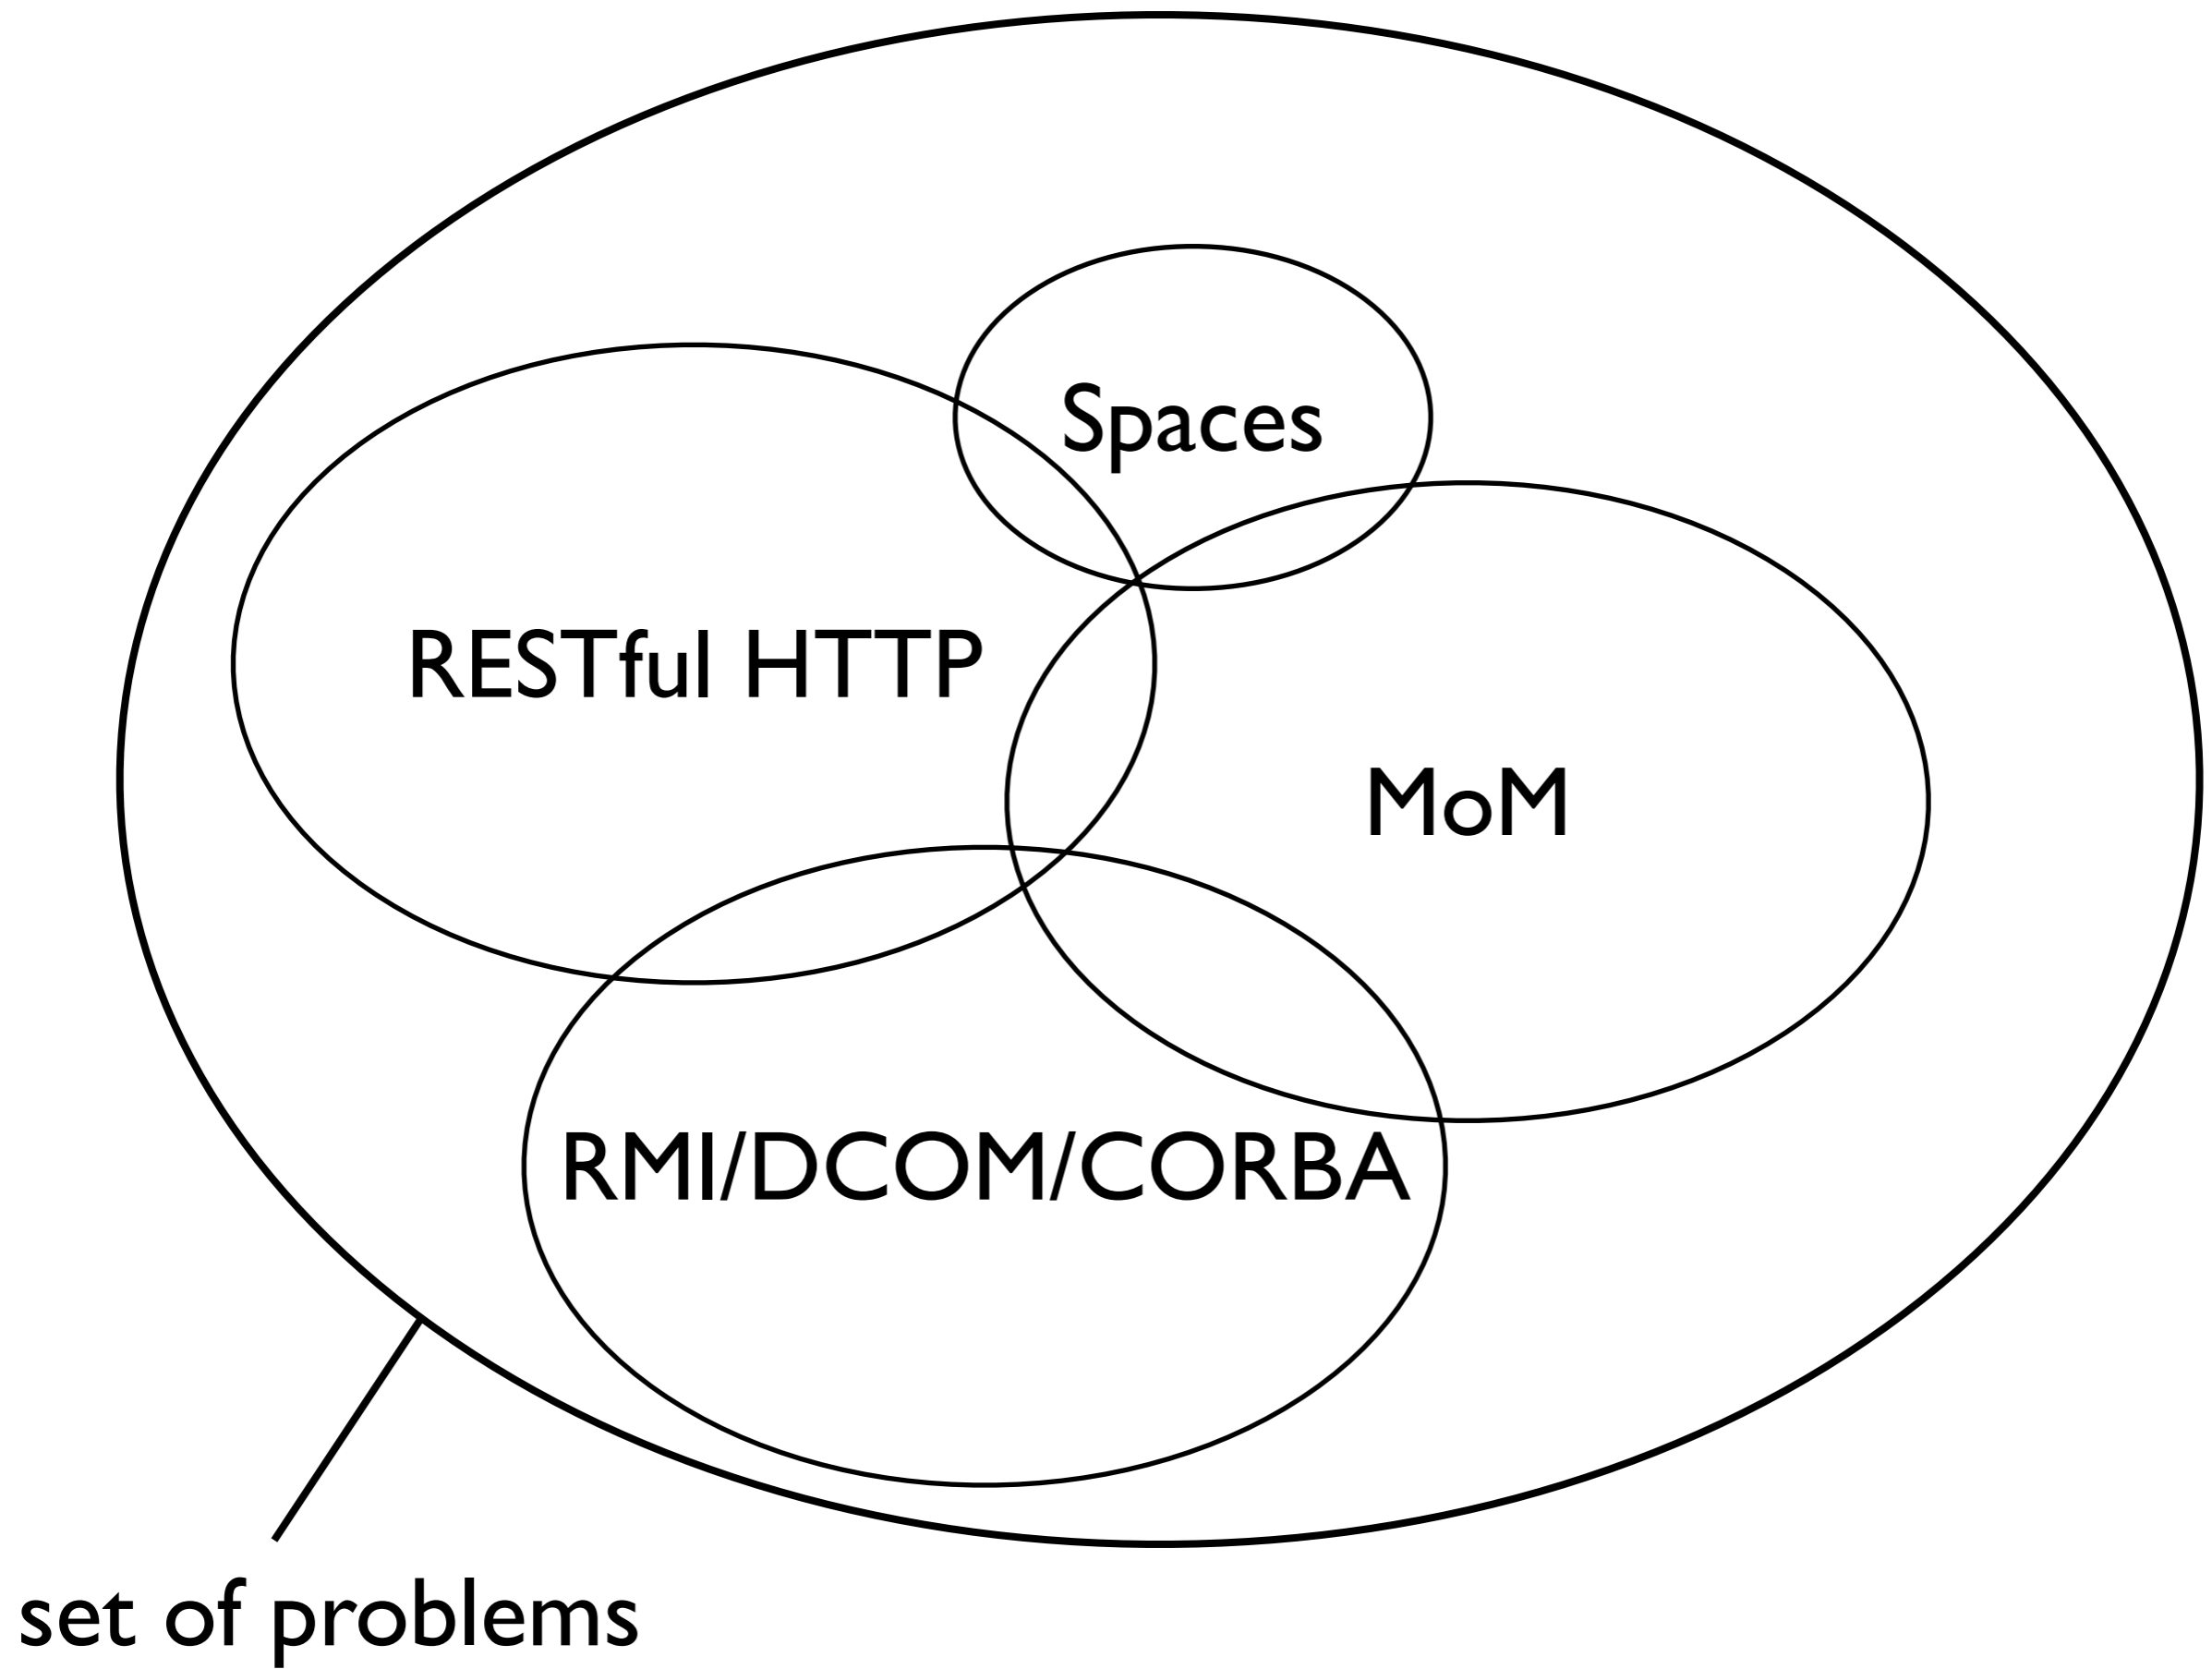 Spaces
RESTful HTTP
MoM
RMI/DCOM/CORBA
set of problems